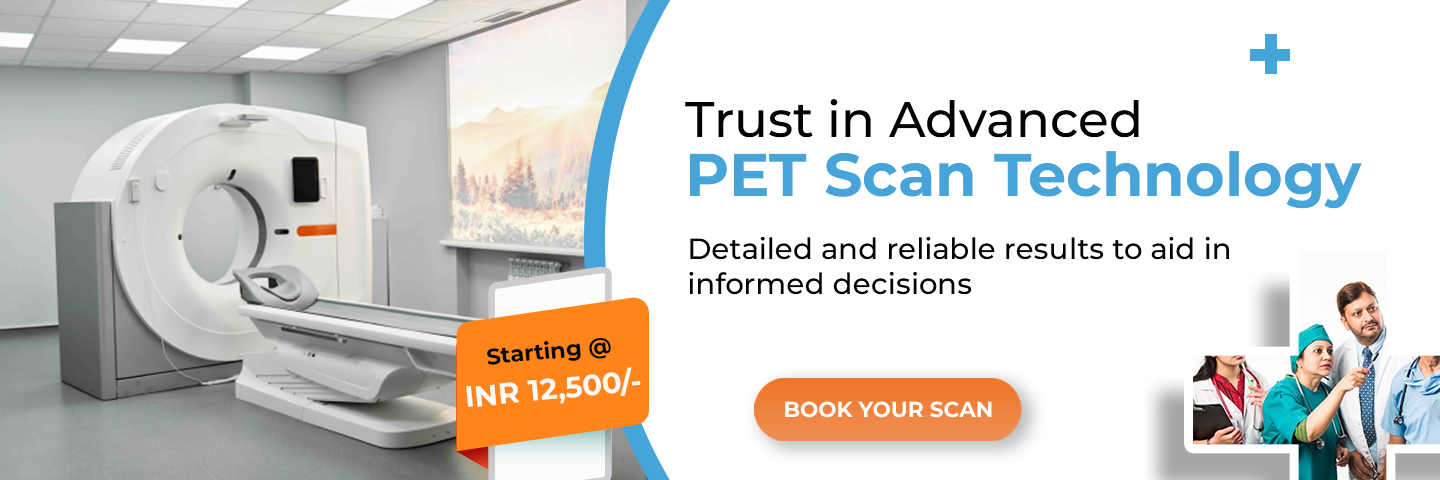 Trust in Advanced
PET Scan Technology
Detailed and reliable results to aid in
informed decisions
Starting @
INR 12,500/-
BOOK YOUR SCAN